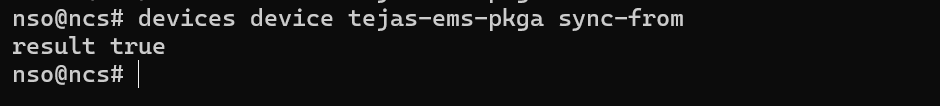 nso@ncs# devices device tejas-ems-pkga sync-from
result true
nso@ncs#